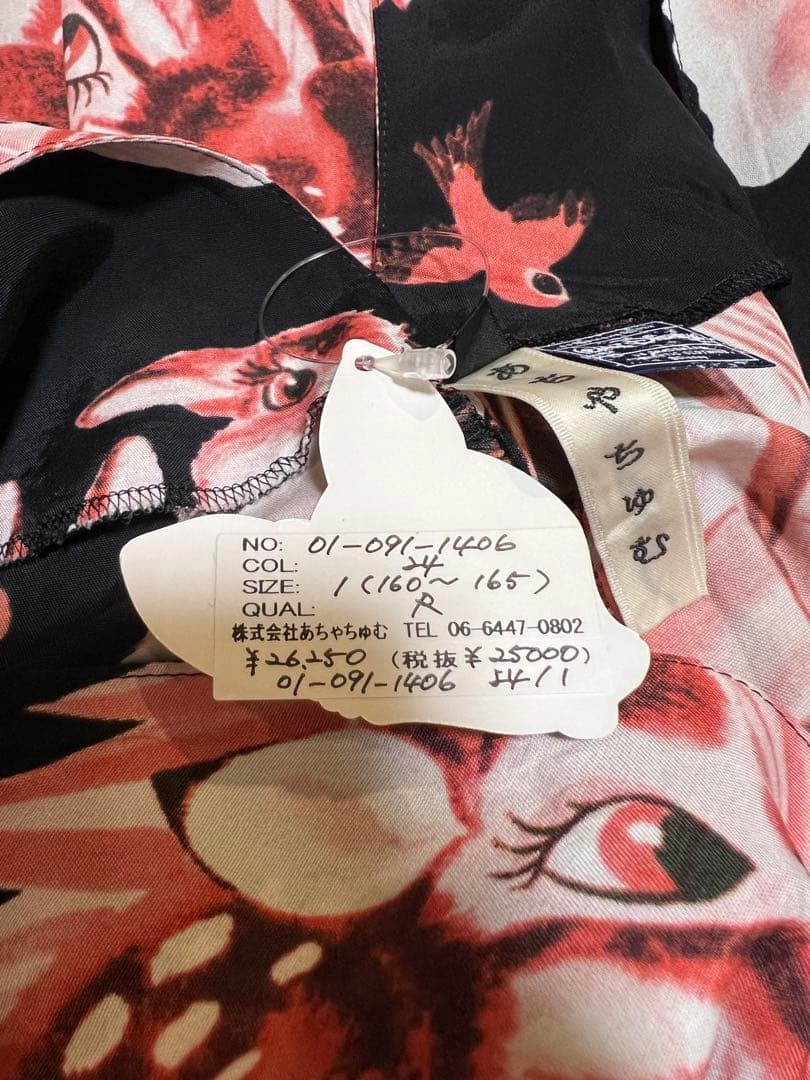 NO: 01-091-1406
COL: 24
SIZE: 1 (160～165)
QUAL: R
株式会社あちゃちゅむ TEL 06-6447-0802
¥26,250 (税抜¥25000)
01-091-1406 24/1
あちゃちゅむ